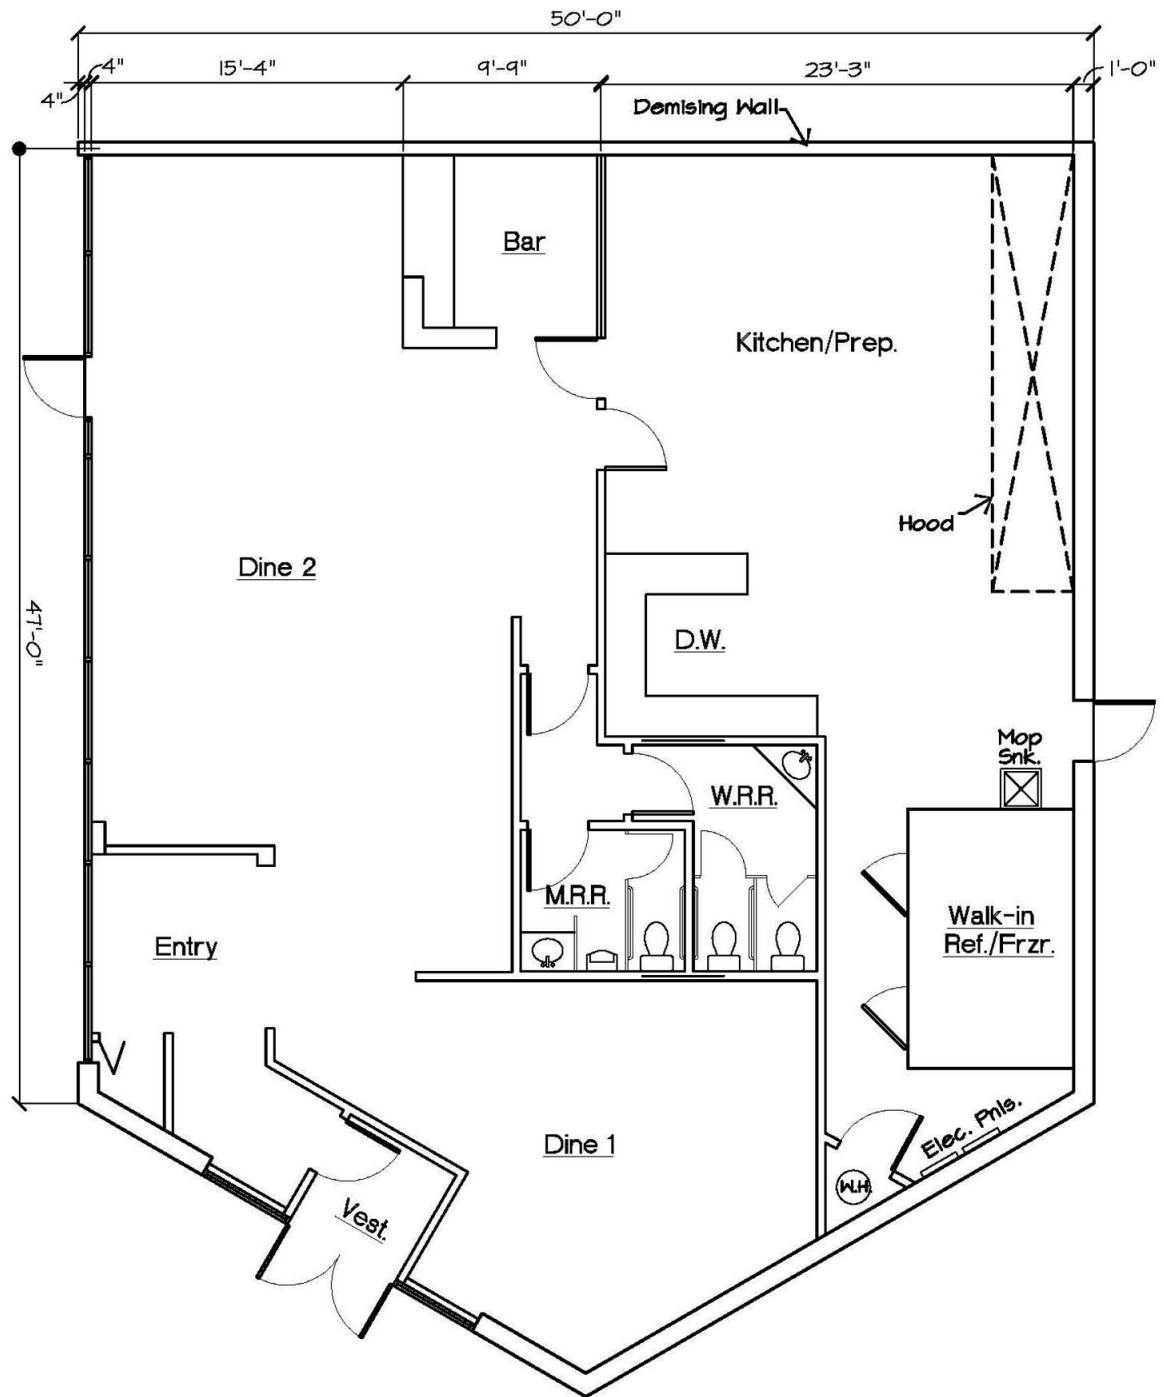 50'-0"
4"
4"
15'-4"
9'-9"
23'-3"
1'-0"
Demising Wall
Bar
Kitchen/Prep.
Hood
Dine 2
47'-0"
D.W.
Mop
Snk.
W.R.R.
M.R.R.
Walk-in
Ref./Frzr.
Entry
Elec. Pnls.
Dine 1
W.H.
Vest.